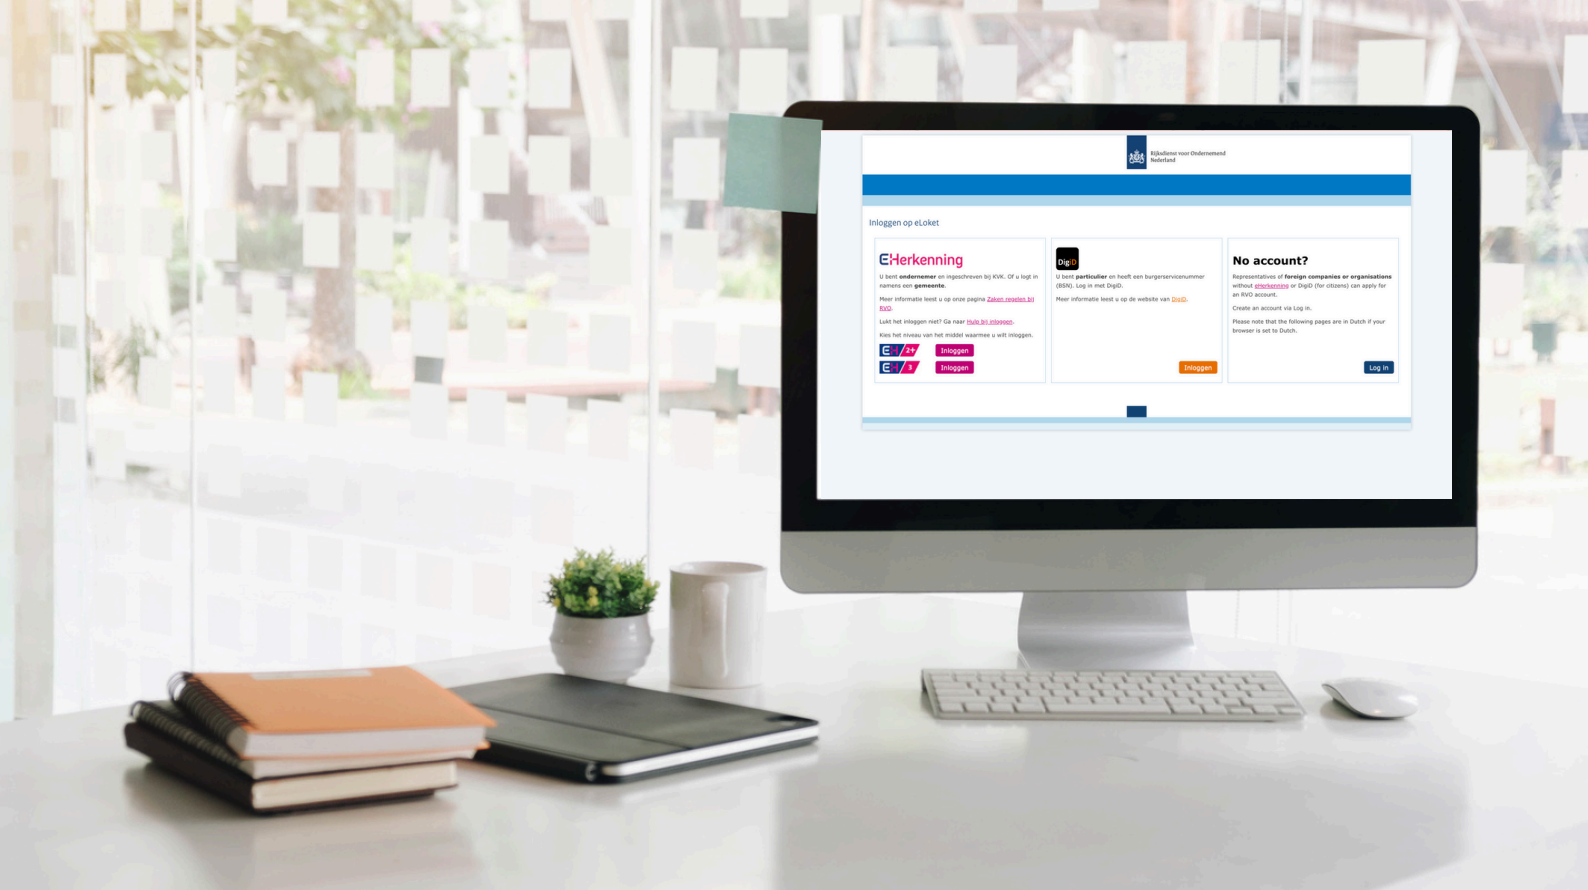 Rijksdienst voor Ondernemend
Nederland
Inloggen op eLoket
eHerkenning
U bent ondernemer en ingeschreven bij KVK. Of u logt in
namens een gemeente.
Meer informatie leest u op onze pagina Zaken regelen bij
RVO.
Lukt het inloggen niet? Ga naar Hulp bij inloggen.
Kies het niveau van het middel waarmee u wilt inloggen.
EH 2+ Inloggen
EH 3 Inloggen
DigiD
U bent particulier en heeft een burgerservicenummer
(BSN). Log in met DigiD.
Meer informatie leest u op de website van DigiD.
Inloggen
No account?
Representatives of foreign companies or organisations
without eHerkenning or DigiD (for citizens) can apply for
an RVO account.
Create an account via Log in.
Please note that the following pages are in Dutch if your
browser is set to Dutch.
Log in